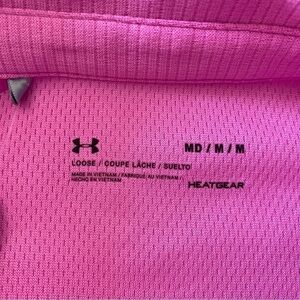 MD / M / M
LOOSE / COUPE LÂCHE / SUELTO
MADE IN VIETNAM / FABRIQUÉ AU VIETNAM /
HECHO EN VIETNAM
HEATGEAR